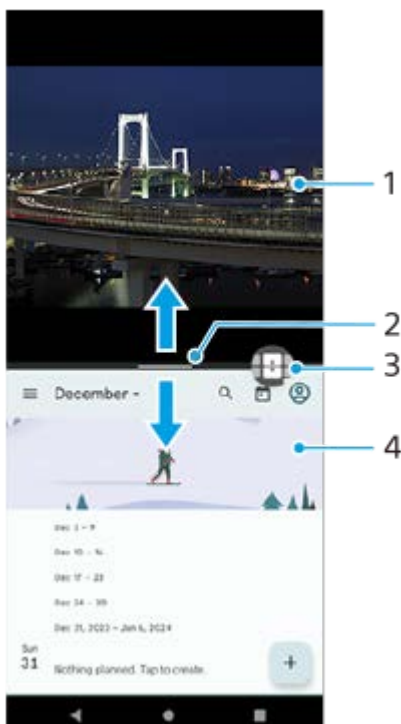 1
2
3
December
4
Dec 3 – 9
Dec 10 – 16
Dec 17 – 23
Dec 24 – 30
Dec 31, 2023 – Jan 6, 2024
Sun
31
Nothing planned. Tap to create.